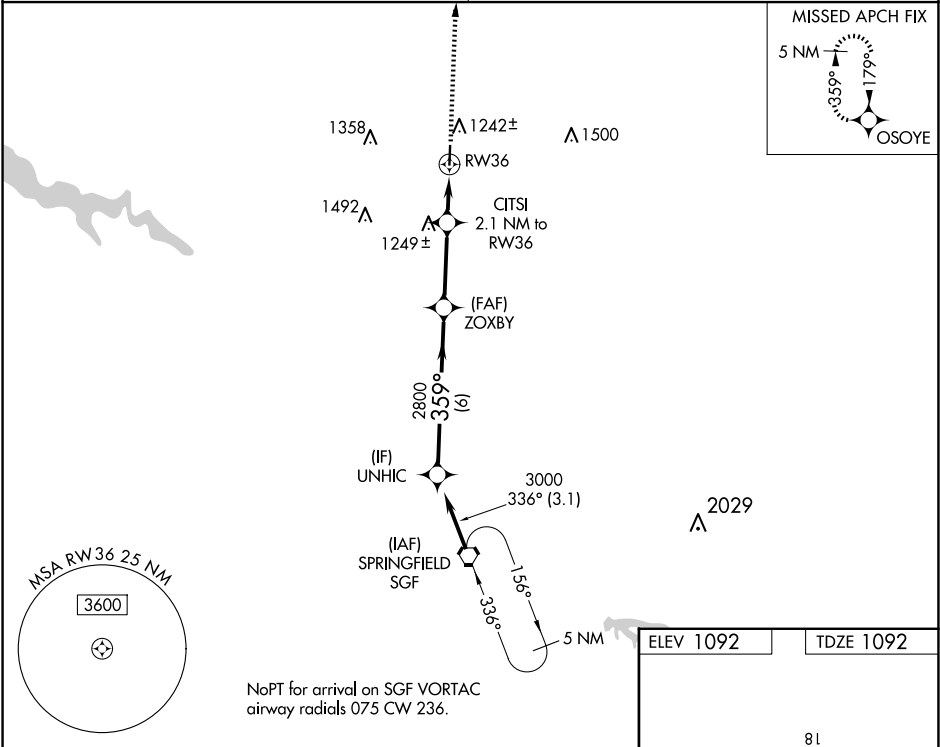 MISSED APCH FIX
5 NM
359°
179°
OSOYE
1358
1242±
1500
RW36
1492
CITSI
2.1 NM to
RW36
1249±
(FAF)
ZOXBY
2800
359°
(6)
(IF)
UNHIC
3000
336° (3.1)
2029
(IAF)
SPRINGFIELD
SGF
156°
336°
5 NM
MSA RW36 25 NM
3600
NoPT for arrival on SGF VORTAC
airway radials 075 CW 236.
ELEV 1092
TDZE 1092
18